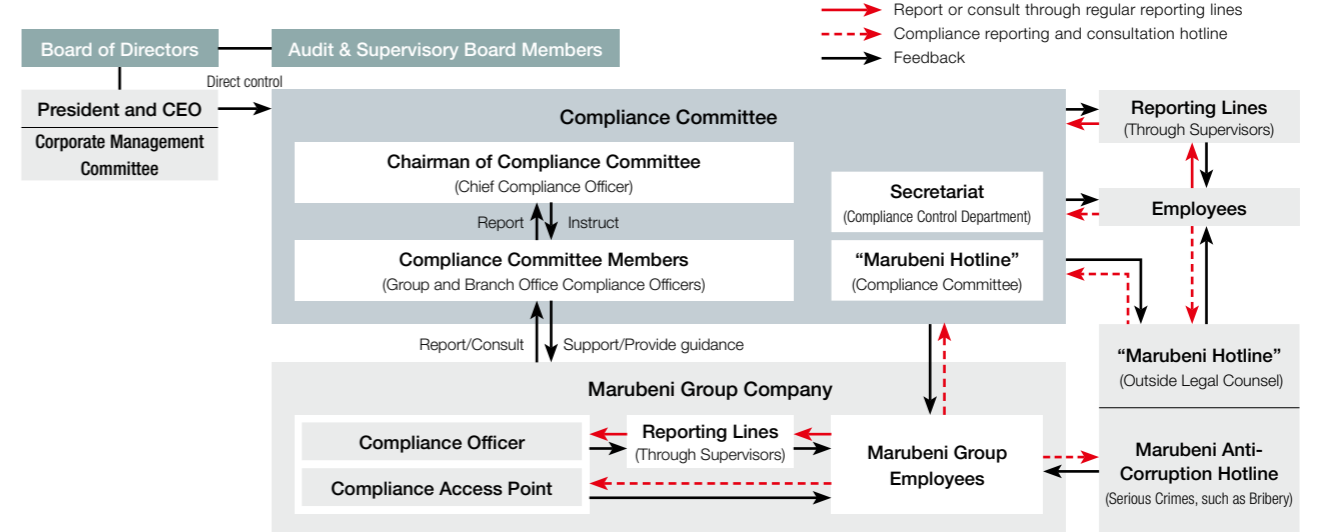 Report or consult through regular reporting lines
Compliance reporting and consultation hotline
Feedback
Board of Directors
Audit & Supervisory Board Members
Direct control
President and CEO
Corporate Management
Committee
Compliance Committee
Chairman of Compliance Committee
(Chief Compliance Officer)
Report
Instruct
Compliance Committee Members
(Group and Branch Office Compliance Officers)
Secretariat
(Compliance Control Department)
“Marubeni Hotline”
(Compliance Committee)
Reporting Lines
(Through Supervisors)
Employees
Report/Consult
Support/Provide guidance
“Marubeni Hotline”
(Outside Legal Counsel)
Marubeni Anti-
Corruption Hotline
(Serious Crimes, such as Bribery)
Marubeni Group Company
Compliance Officer
Compliance Access Point
Reporting Lines
(Through Supervisors)
Marubeni Group
Employees